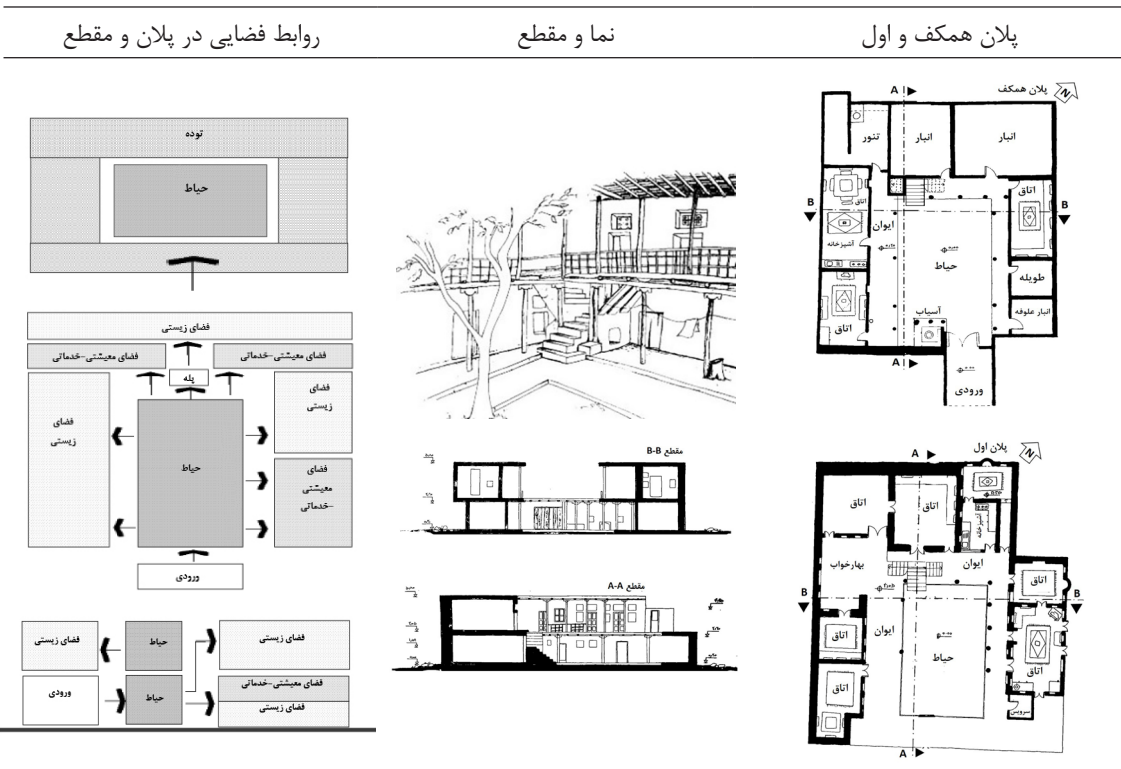 پلان همکف و اول
نما و مقطع
روابط فضایی در پلان و مقطع
پلان همکف
N
A
تنور
انبار
انبار
B
اتاق
آشپزخانه
ایوان
اتاق
B
حیاط
طویله
انبار علوفه
آسیاب
اتاق
A
ورودی
پلان اول
N
A
اتاق
اتاق
آشپزخانه
بهارخواب
ایوان
اتاق
B
B
اتاق
ایوان
حیاط
اتاق
اتاق
سرویس
A
مقطع B-B
مقطع A-A
توده
حیاط
فضای زیستی
فضای معیشتی-خدماتی
فضای معیشتی-خدماتی
پله
فضای
زیستی
فضای
زیستی
حیاط
فضای
معیشتی
-خدماتی
ورودی
فضای زیستی
حیاط
فضای زیستی
ورودی
حیاط
فضای معیشتی-خدماتی
فضای زیستی